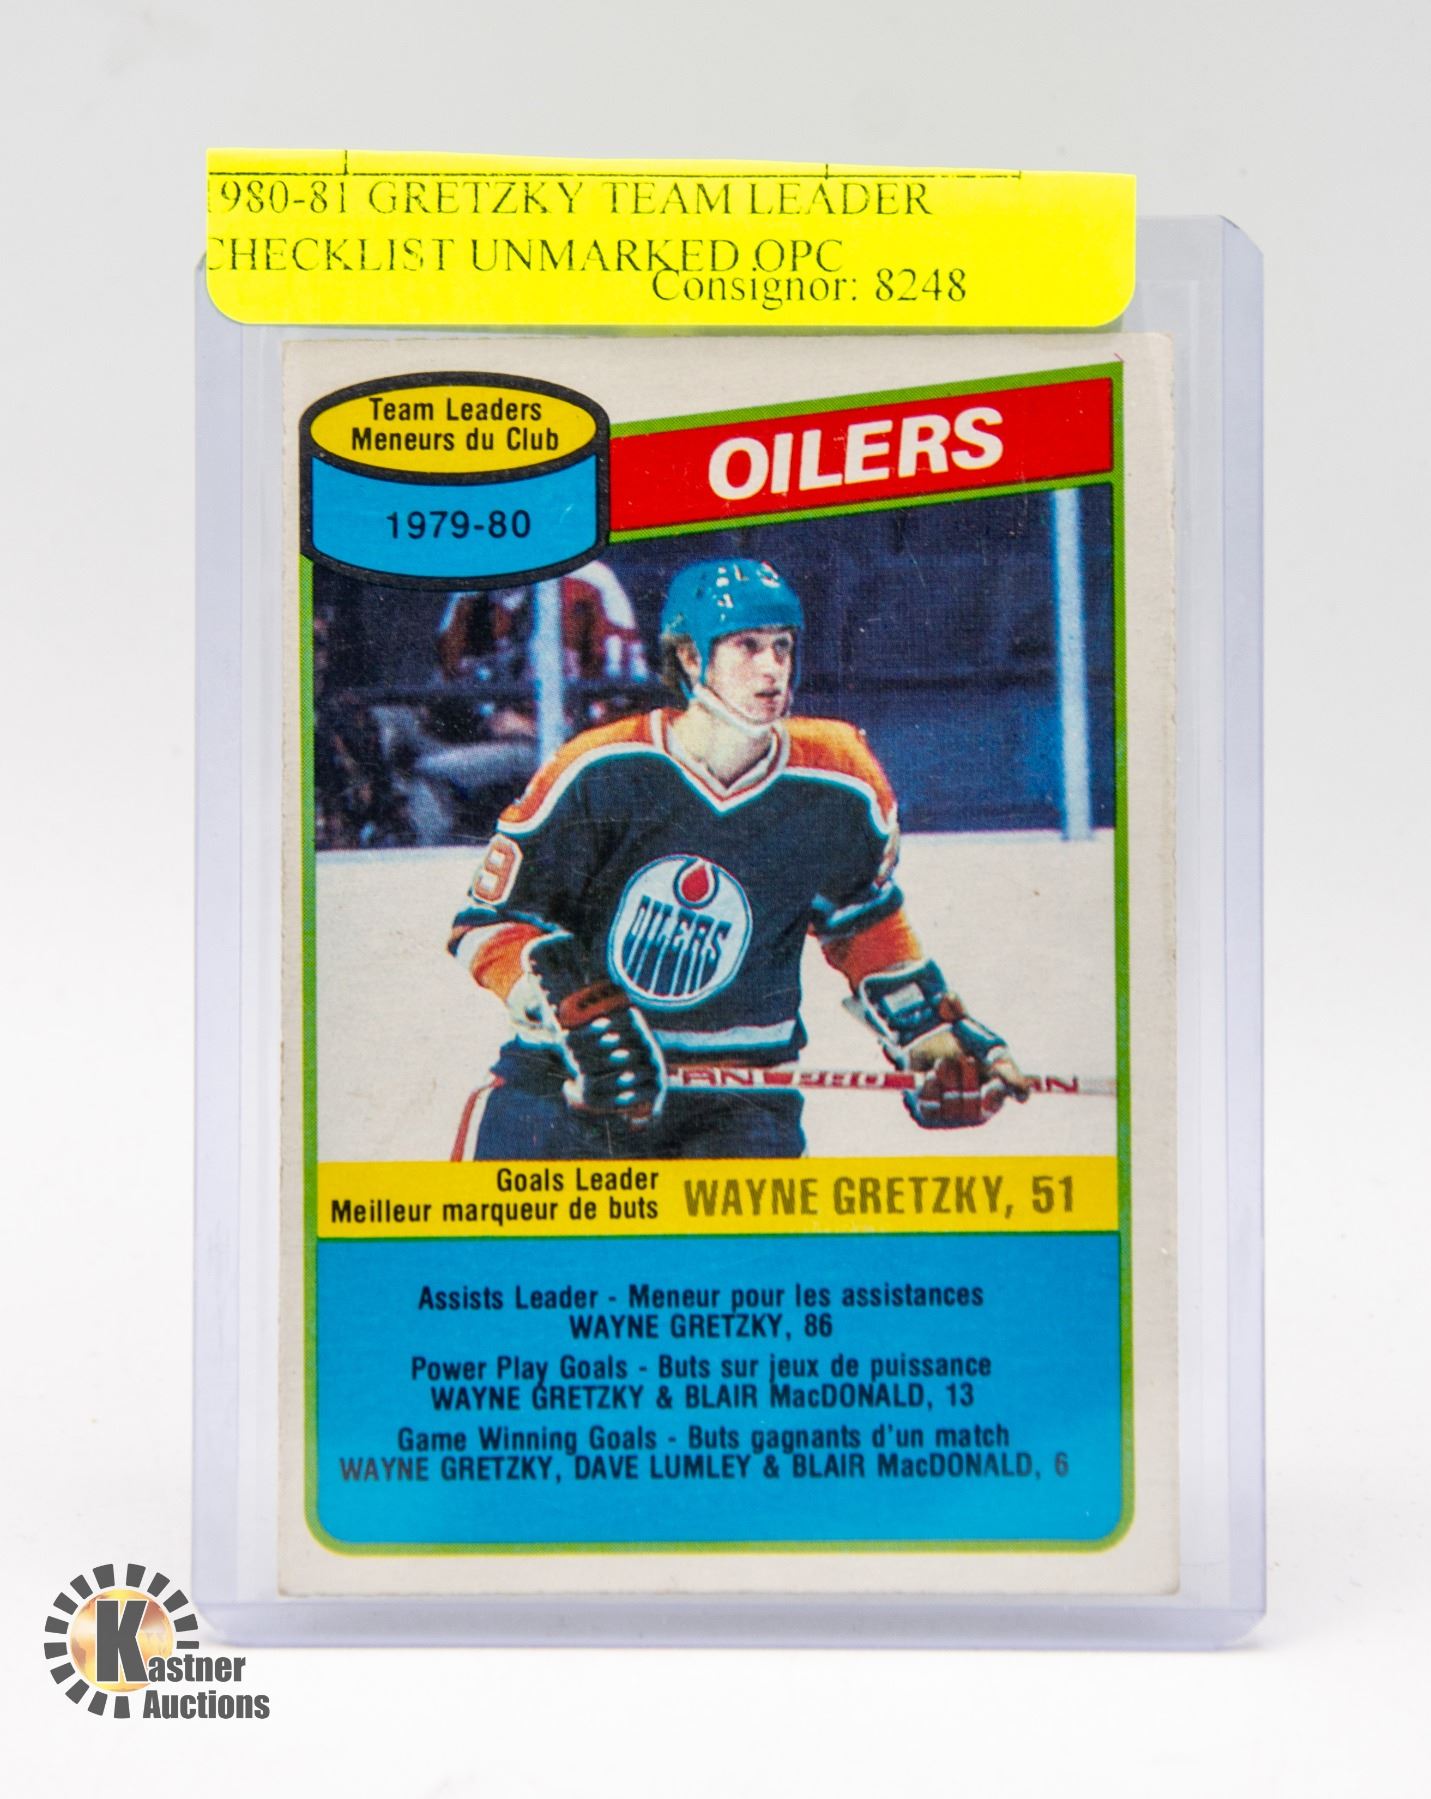 980-81 GRETZKY TEAM LEADER
CHECKLIST UNMARKED OPC
Consignor: 8248
Team Leaders
Meneurs du Club
1979-80
OILERS
OILERS
Goals Leader
Meilleur marqueur de buts
WAYNE GRETZKY, 51
Assists Leader - Meneur pour les assistances
WAYNE GRETZKY, 86
Power Play Goals - Buts sur jeux de puissance
WAYNE GRETZKY & BLAIR MacDONALD, 13
Game Winning Goals - Buts gagnants d'un match
WAYNE GRETZKY, DAVE LUMLEY & BLAIR MacDONALD, 6
Kastner
Auctions